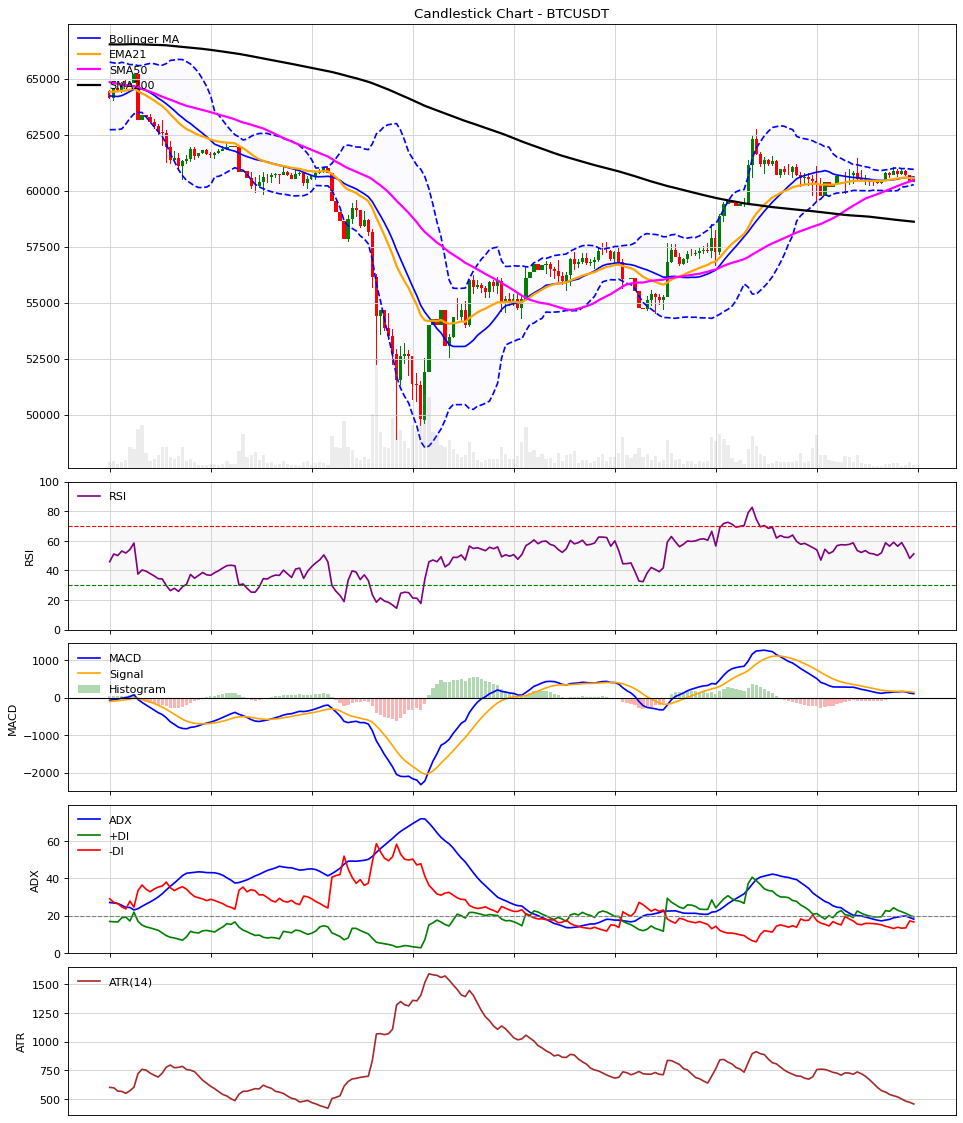 Candlestick Chart - BTCUSDT
Bollinger MA
EMA21
SMA50
SMA200
65000
62500
60000
57500
55000
52500
50000
RSI
100
80
60
40
20
0
RSI
MACD
Signal
Histogram
1000
0
−1000
−2000
MACD
ADX
+DI
-DI
60
40
20
0
ADX
ATR(14)
1500
1250
1000
750
500
ATR